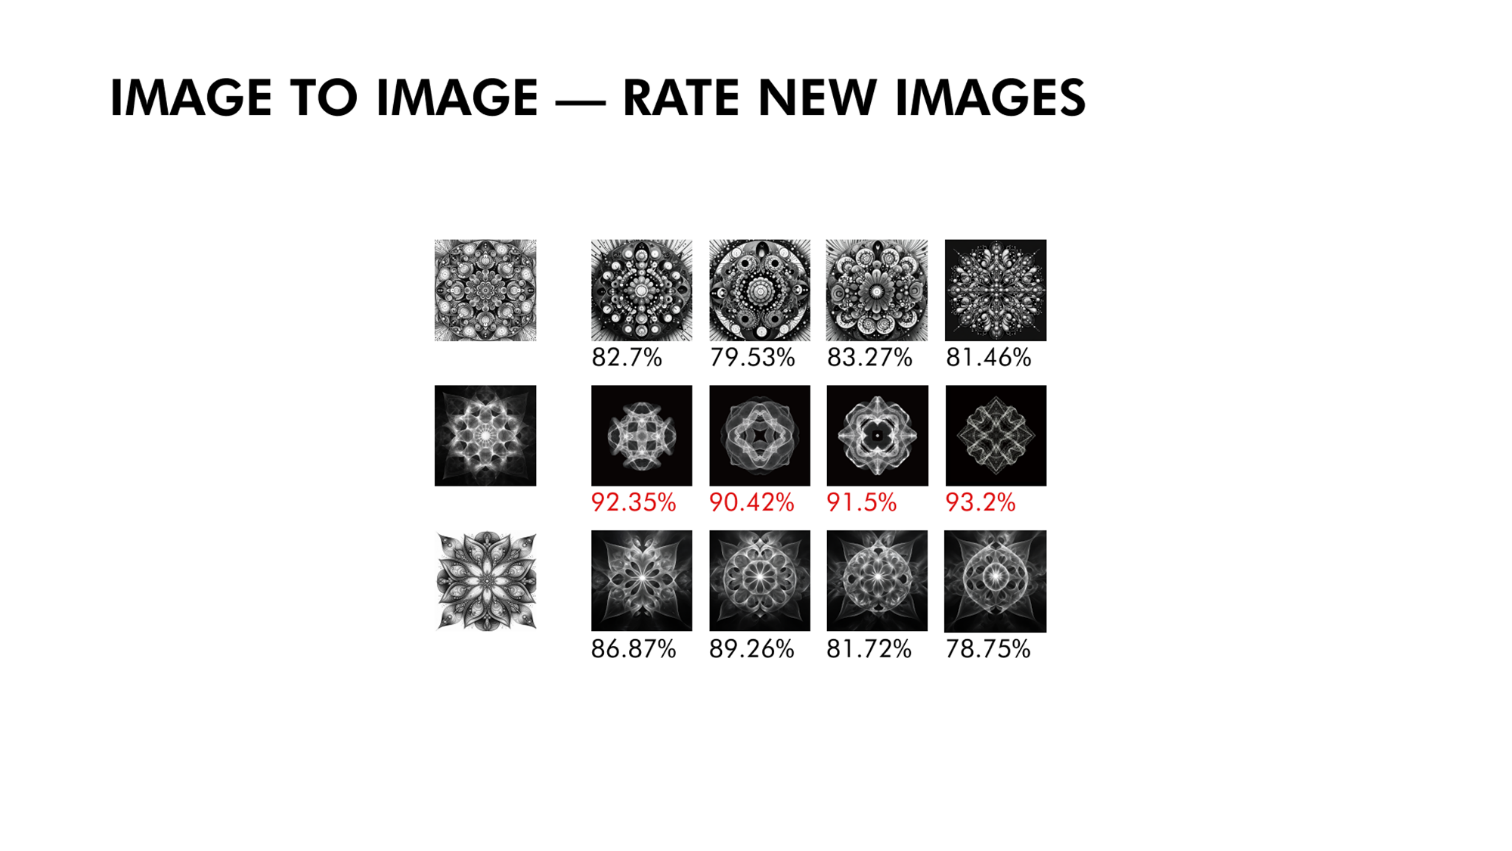 IMAGE TO IMAGE — RATE NEW IMAGES
82.7% 79.53% 83.27% 81.46%
92.35% 90.42% 91.5% 93.2%
86.87% 89.26% 81.72% 78.75%